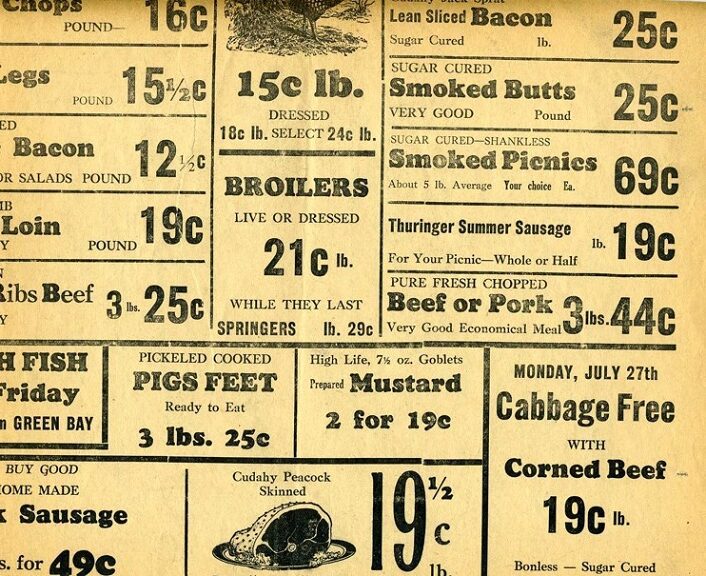 Chops
POUND— 16c
Legs
POUND 15½c
Bacon
OR SALADS POUND 12½c
Loin
POUND 19c
Ribs Beef
3 lbs. 25c
15c lb.
DRESSED
18c lb. SELECT 24c lb.
BROILERS
LIVE OR DRESSED
21c lb.
WHILE THEY LAST
SPRINGERS lb. 29c
Lean Sliced Bacon
Sugar Cured lb. 25c
SUGAR CURED
Smoked Butts
VERY GOOD Pound 25c
SUGAR CURED—SHANKLESS
Smoked Picnics
About 5 lb. Average Your choice Ea. 69c
Thuringer Summer Sausage
lb. 19c
For Your Picnic—Whole or Half
PURE FRESH CHOPPED
Beef or Pork
Very Good Economical Meal 3 lbs. 44c
H FISH
Friday
GREEN BAY
PICKELED COOKED
PIGS FEET
Ready to Eat
3 lbs. 25c
High Life, 7½ oz. Goblets
Prepared Mustard
2 for 19c
MONDAY, JULY 27th
Cabbage Free
WITH
Corned Beef
19c lb.
Bonless — Sugar Cured
BUY GOOD
HOME MADE
Sausage
for 49c
Cudahy Peacock
Skinned
19½c
lb.